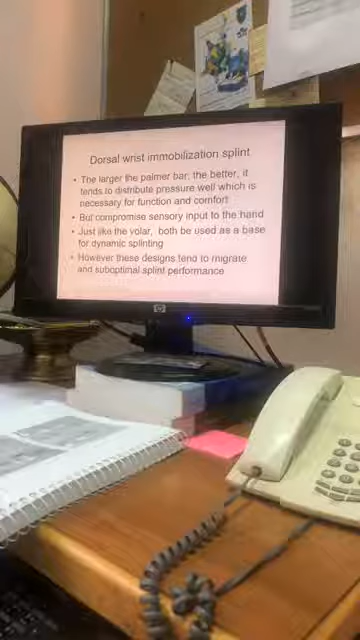 Dorsal wrist immobilization splint
• The larger the palmer bar, the better, it
tends to distribute pressure well which is
necessary for function and comfort
• But compromise sensory input to the hand
• Just like the volar, both be used as a base
for dynamic splinting
• However these designs tend to migrate
and suboptimal splint performance
hp